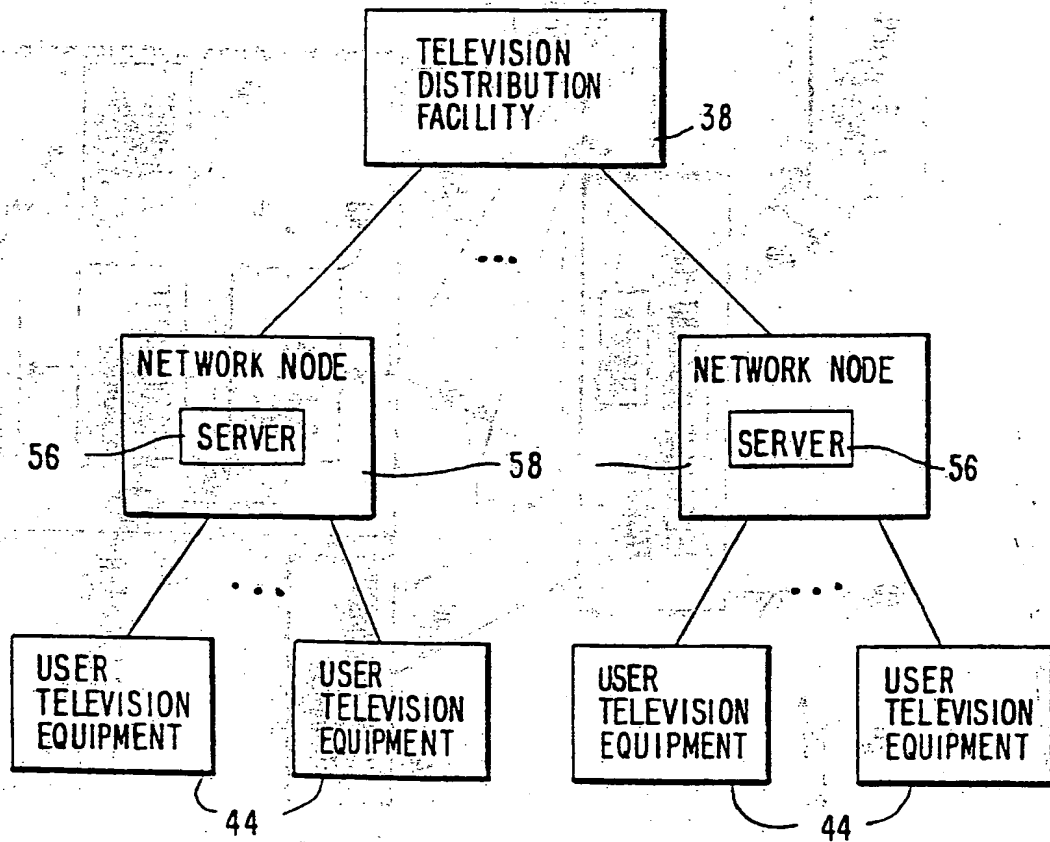 TELEVISION
DISTRIBUTION
FACILITY
38
...
NETWORK NODE
SERVER
56
58
NETWORK NODE
SERVER
56
...
...
USER
TELEVISION
EQUIPMENT
USER
TELEVISION
EQUIPMENT
USER
TELEVISION
EQUIPMENT
USER
TELEVISION
EQUIPMENT
44
44